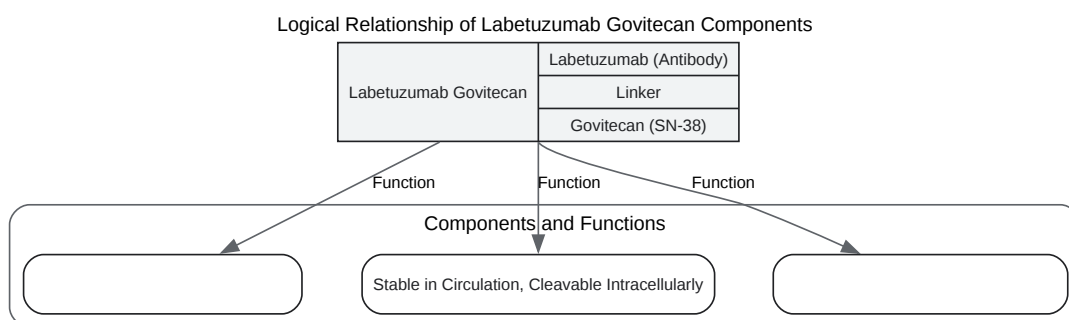 Logical Relationship of Labetuzumab Govitecan Components
Labetuzumab Govitecan
Labetuzumab (Antibody)
Linker
Govitecan (SN-38)
Function
Function
Function
Components and Functions
Stable in Circulation, Cleavable Intracellularly